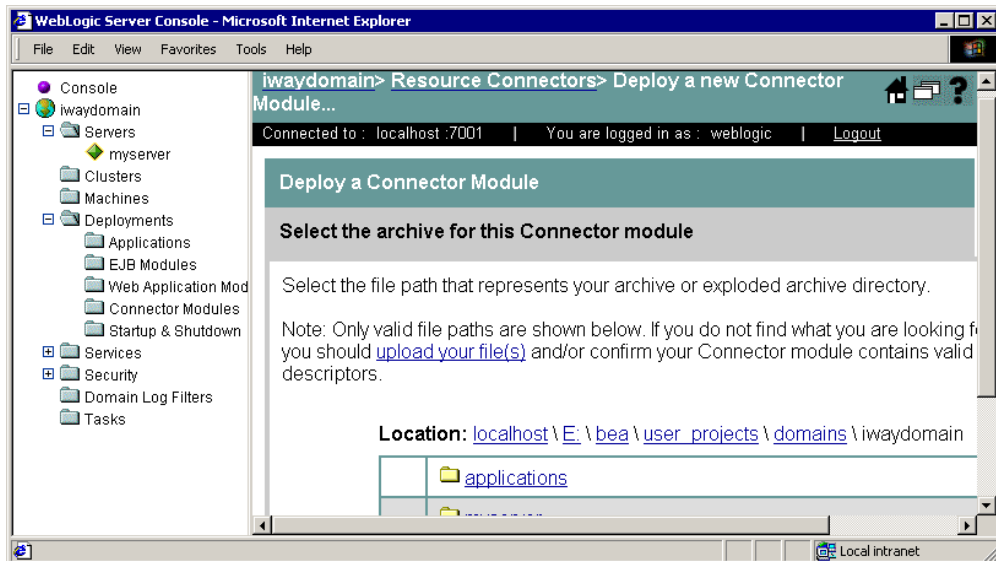 WebLogic Server Console - Microsoft Internet Explorer
File Edit View Favorites Tools Help
Console
iwaydomain
Servers
myserver
Clusters
Machines
Deployments
Applications
EJB Modules
Web Application Mod
Connector Modules
Startup & Shutdown
Services
Security
Domain Log Filters
Tasks
iwaydomain> Resource Connectors> Deploy a new Connector
Module...
Connected to : localhost :7001 | You are logged in as : weblogic | Logout
Deploy a Connector Module
Select the archive for this Connector module
Select the file path that represents your archive or exploded archive directory.
Note: Only valid file paths are shown below. If you do not find what you are looking
you should upload your file(s) and/or confirm your Connector module contains valid
descriptors.
Location: localhost \ E: \ bea \ user_projects \ domains \ iwaydomain
applications
Local intranet